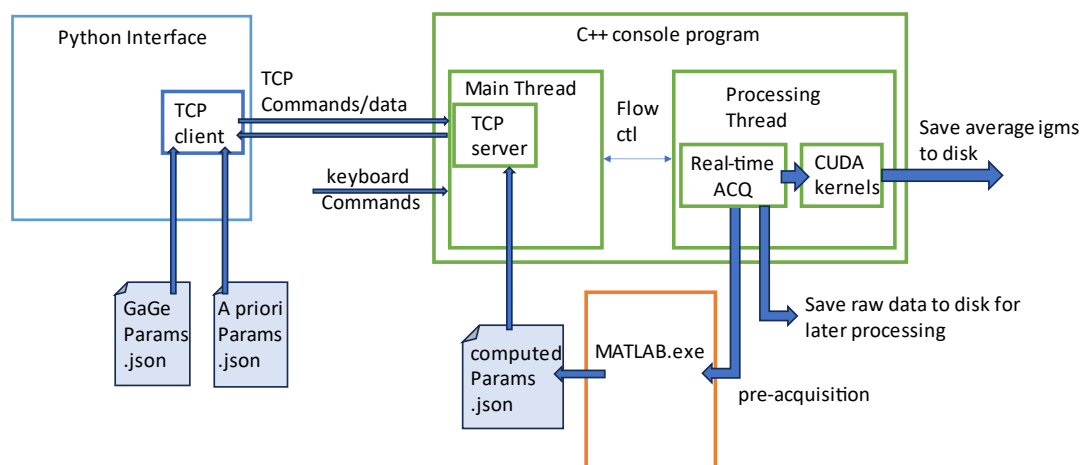 Python Interface
TCP
client
TCP
Commands/data
keyboard
Commands
GaGe
Params
.json
A priori
Params
.json
C++ console program
Main Thread
TCP
server
Flow
ctl
Processing
Thread
Real-time
ACQ
CUDA
kernels
Save average igms
to disk
Save raw data to disk for
later processing
computed
Params
.json
MATLAB.exe
pre-acquisition